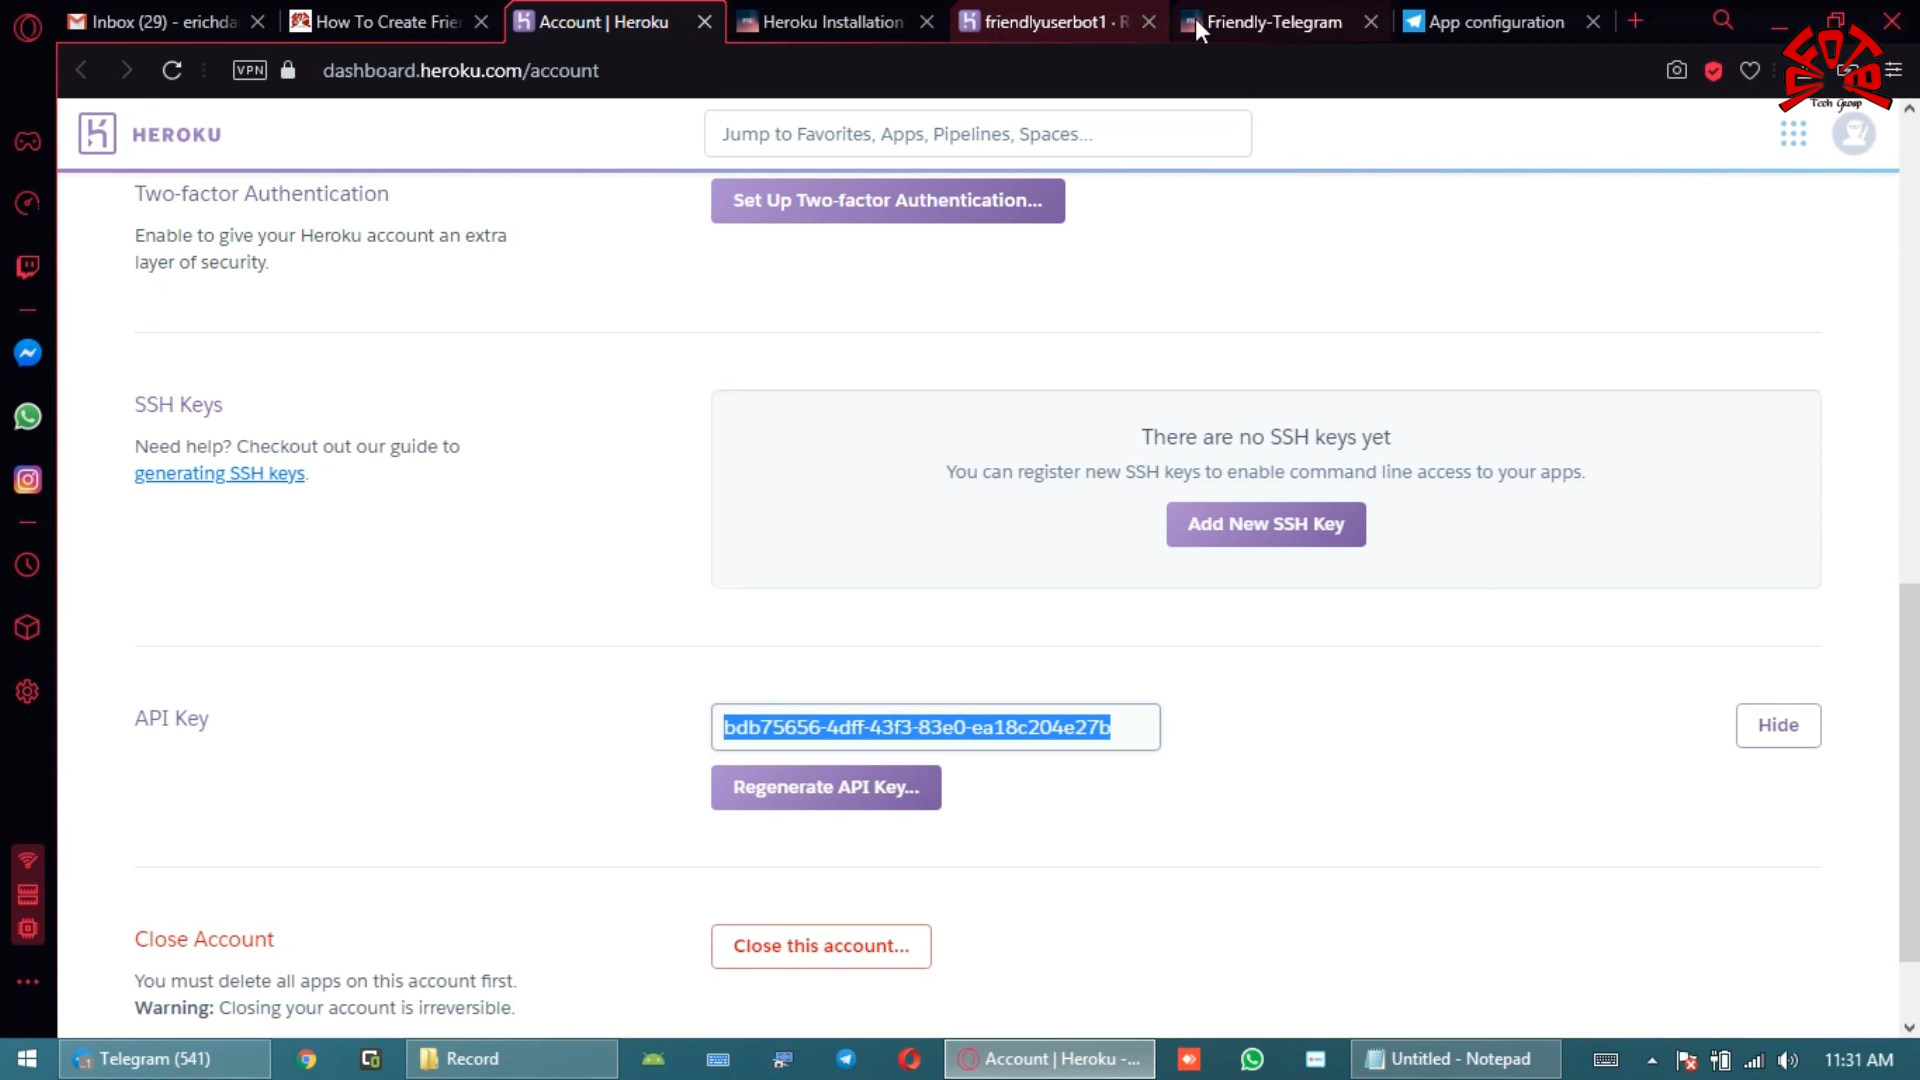 Inbox (29) - erichda
How To Create Frier
Account | Heroku
Heroku Installation
friendlyuserbot1 · R
Friendly-Telegram
App configuration
VPN
dashboard.heroku.com/account
Tech Group
HEROKU
Jump to Favorites, Apps, Pipelines, Spaces...
Two-factor Authentication
Set Up Two-factor Authentication...
Enable to give your Heroku account an extra
layer of security.
SSH Keys
There are no SSH keys yet
Need help? Checkout out our guide to
generating SSH keys.
You can register new SSH keys to enable command line access to your apps.
Add New SSH Key
API Key
bdb75656-4dff-43f3-83e0-ea18c204e27b
Hide
Regenerate API Key...
Close Account
Close this account...
You must delete all apps on this account first.
Warning: Closing your account is irreversible.
Telegram (541)
Record
Account | Heroku -...
Untitled - Notepad
11:31 AM